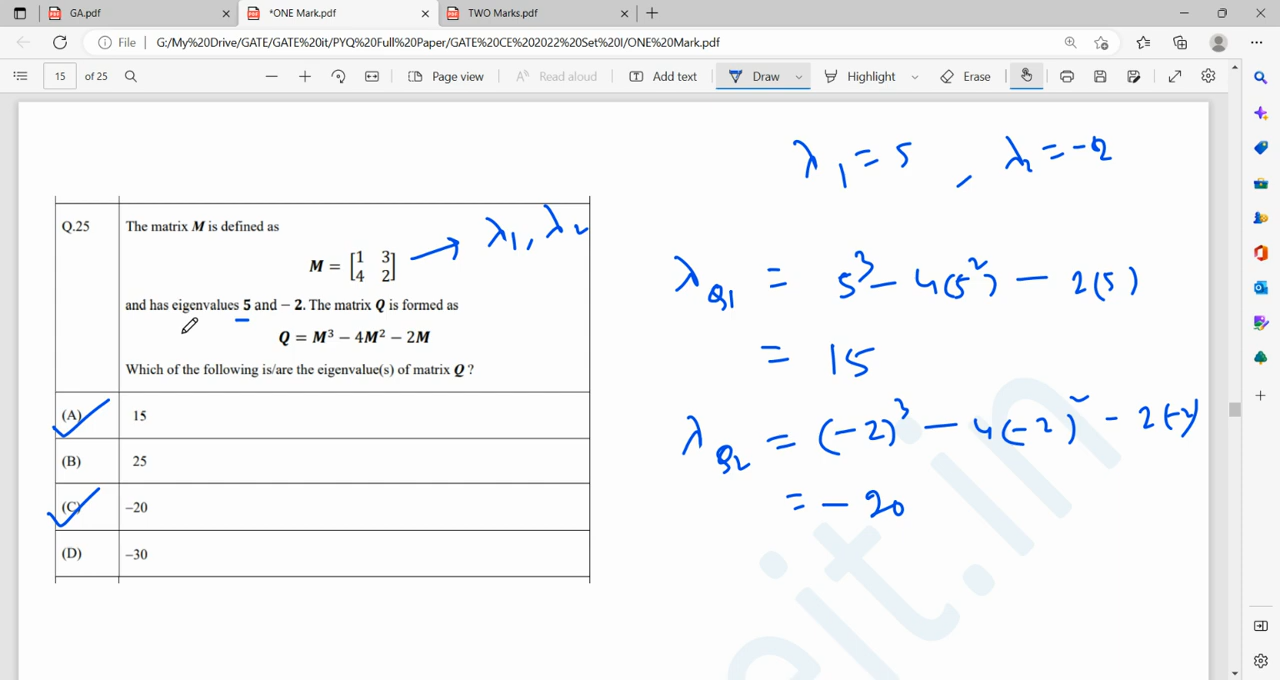 GA.pdf
*ONE Mark.pdf
TWO Marks.pdf
File
G:/My%20Drive/GATE/GATE%20it/PYQ%20Full%20Paper/GATE%20CE%202022%20Set%20I/ONE%20Mark.pdf
15 of 25
Page view
Read aloud
Add text
Draw
Highlight
Erase
λ₁ = 5 , λ₂ = -2
Q.25
The matrix M is defined as
→ λ₁, λ₂
M = [1 3
4 2]
and has eigenvalues 5 and – 2. The matrix Q is formed as
Q = M³ – 4M² – 2M
Which of the following is/are the eigenvalue(s) of matrix Q ?
(A) 15
(B) 25
(C) –20
(D) –30
λQ1 = 5³ – 4(5²) – 2(5)
= 15
λQ2 = (-2)³ – 4(-2)² - 2(-2)
= – 20
eit.in